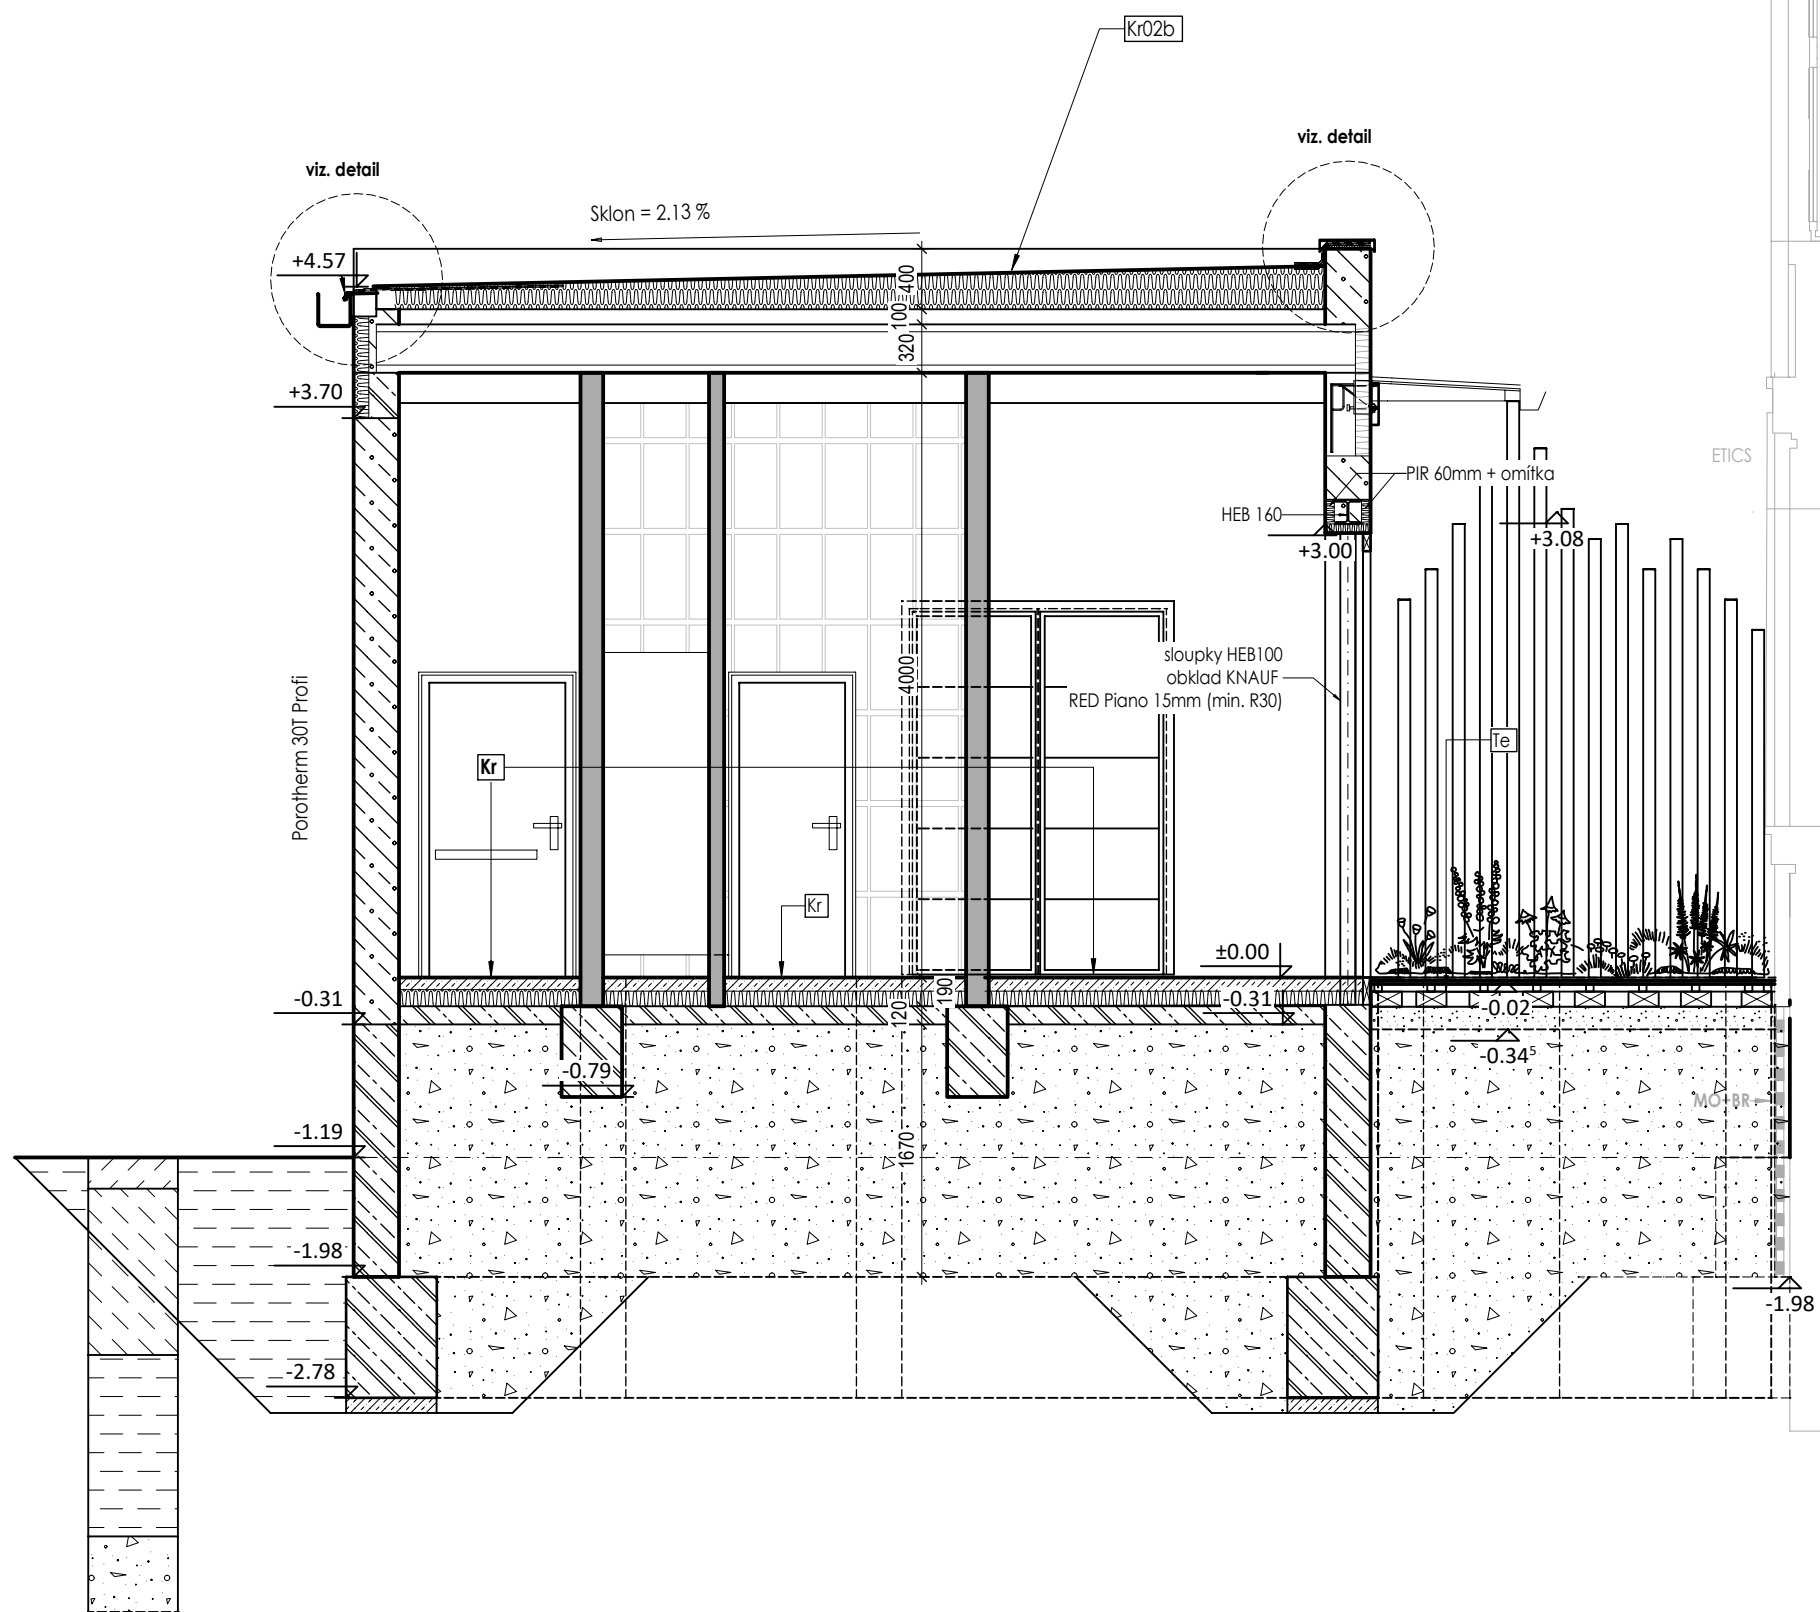 Kr02b
viz. detail
viz. detail
Sklon = 2.13 %
+4.57
400
100
320
+3.70
ETICS
PIR 60mm + omítka
HEB 160
+3.00
+3.08
sloupky HEB100
obklad KNAUF
RED Piano 15mm (min. R30)
4000
Porotherm 30T Profi
Te
Kr
Kr
±0.00
-0.31
190
-0.31
120
-0.02
-0.34⁵
-0.79
MO-BR
-1.19
1670
-1.98
-1.98
-2.78